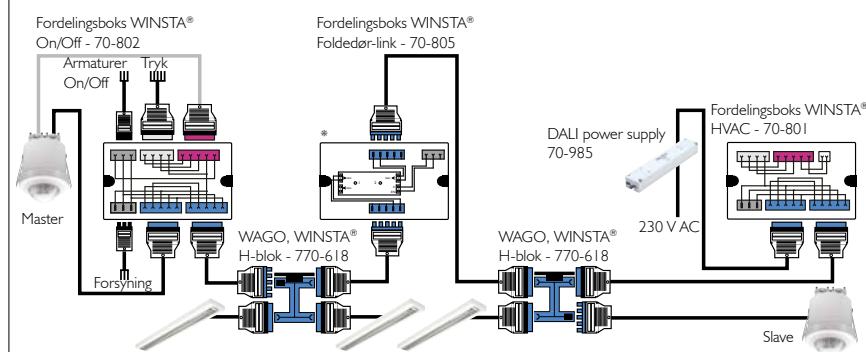 Fordelingsboks WINSTA®
On/Off - 70-802
Armaturer
On/Off
Tryk
Master
Forsyning
Fordelingsboks WINSTA®
Foldedør-link - 70-805
*
WAGO, WINSTA®
H-blok - 770-618
WAGO, WINSTA®
H-blok - 770-618
DALI power supply
70-985
230 V AC
Fordelingsboks WINSTA®
HVAC - 70-801
Slave